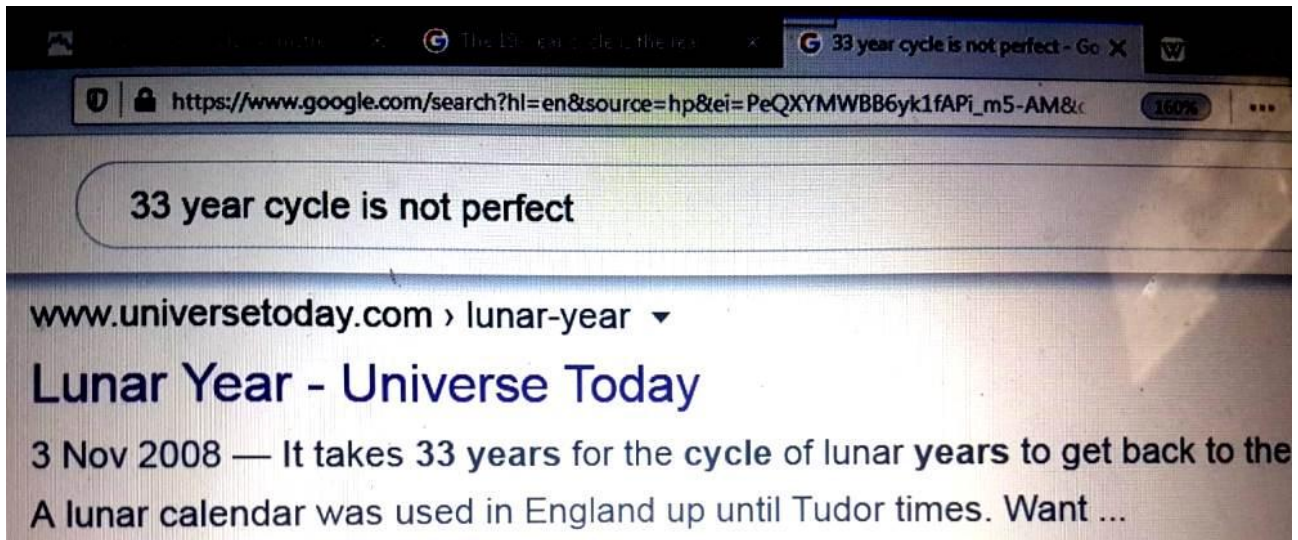 33 year cycle is not perfect - Go
https://www.google.com/search?hl=en&source=hp&ei=PeQXYMWBB6yk1fAPi_m5-AM&
160%
33 year cycle is not perfect
www.universetoday.com › lunar-year
Lunar Year - Universe Today
3 Nov 2008 — It takes 33 years for the cycle of lunar years to get back to the
A lunar calendar was used in England up until Tudor times. Want ...